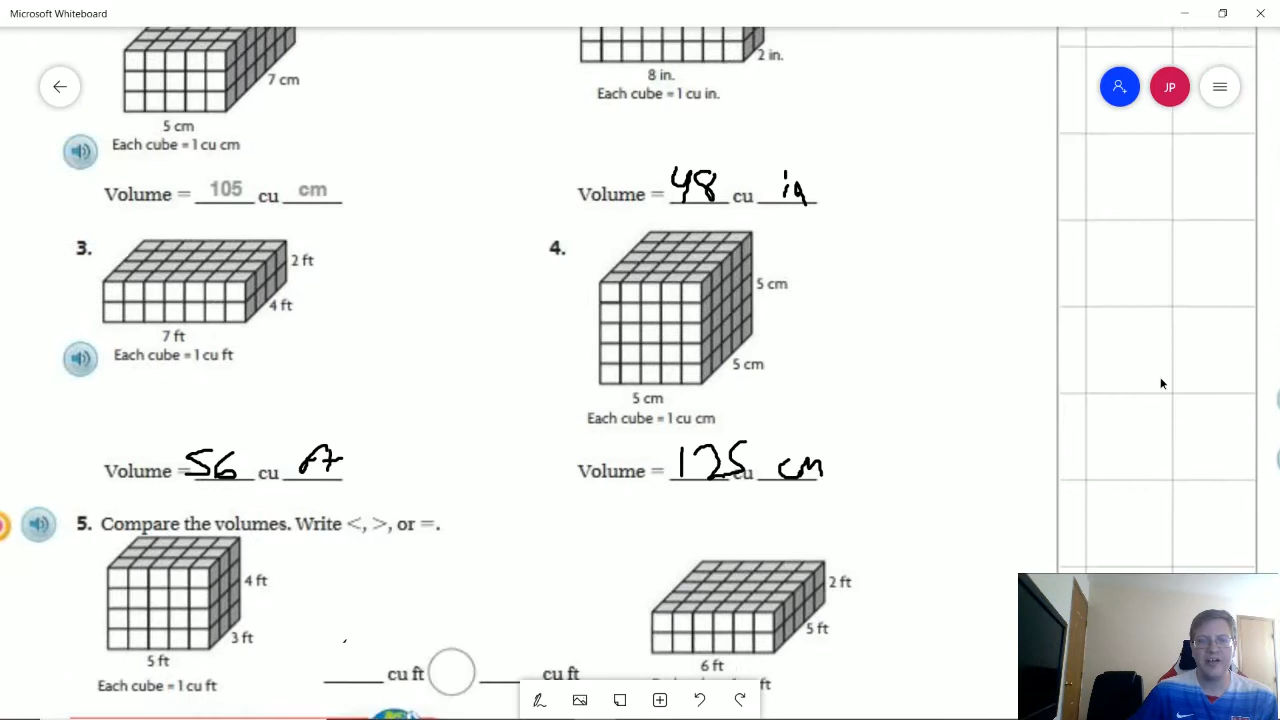 Microsoft Whiteboard
7 cm
5 cm
Each cube = 1 cu cm
Volume = 105 cu cm
2 in.
8 in.
Each cube = 1 cu in.
Volume = 48 cu in
JP
3.
2 ft
4 ft
7 ft
Each cube = 1 cu ft
Volume = 56 cu ft
4.
5 cm
5 cm
5 cm
Each cube = 1 cu cm
Volume = 125 cu cm
5. Compare the volumes. Write <, >, or =.
4 ft
3 ft
5 ft
Each cube = 1 cu ft
cu ft
cu ft
2 ft
5 ft
6 ft
ft